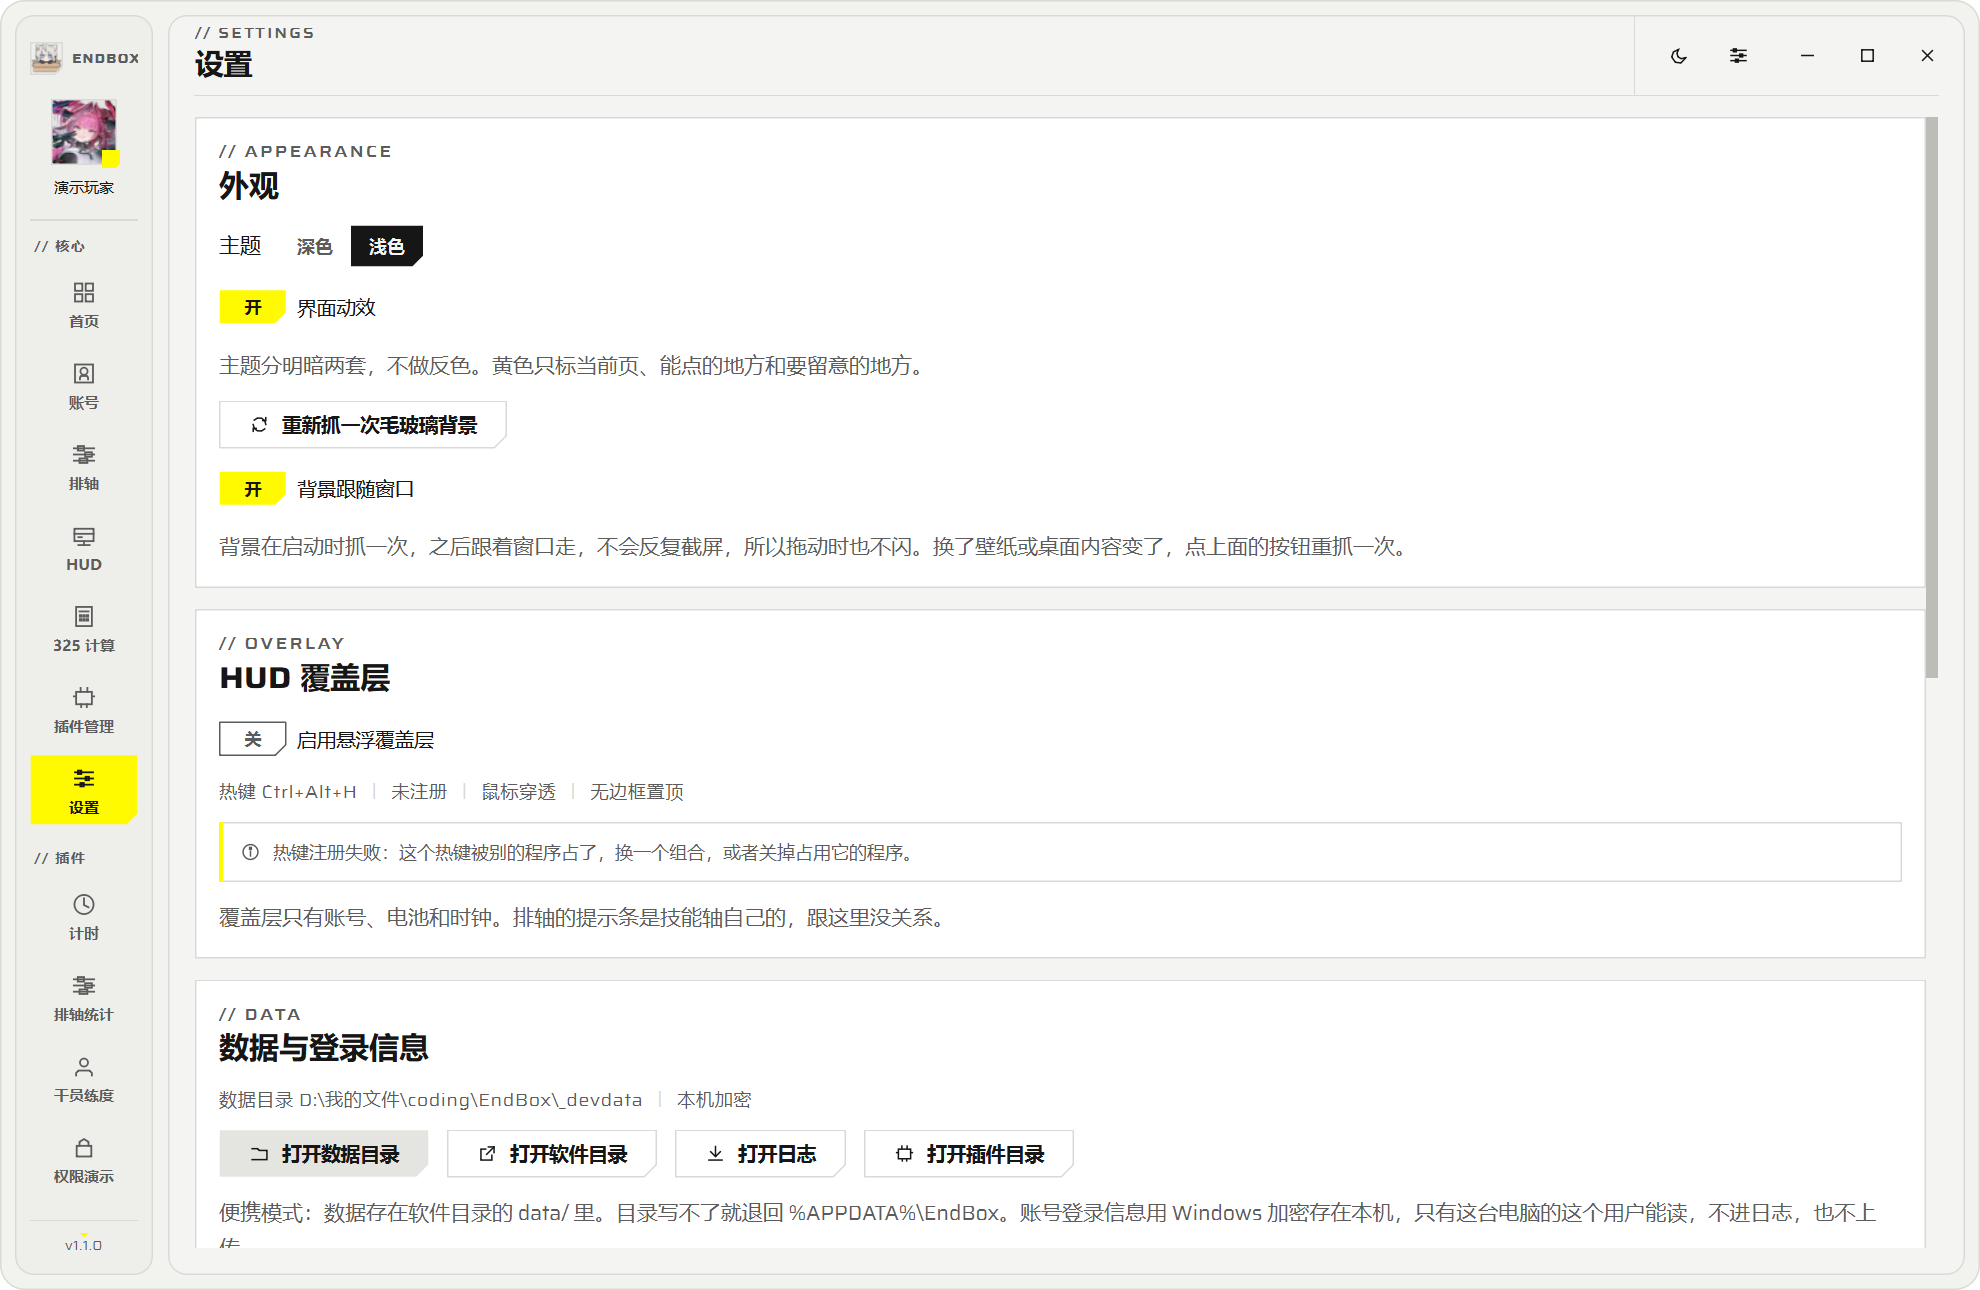 ENDBOX
演示玩家
// 核心
首页
账号
排轴
HUD
325 计算
插件管理
设置
// 插件
计时
排轴统计
干员练度
权限演示
v1.1.0
// SETTINGS
设置
// APPEARANCE
外观
主题 深色 浅色
开 界面动效
主题分明暗两套，不做反色。黄色只标当前页、能点的地方和要留意的地方。
重新抓一次毛玻璃背景
开 背景跟随窗口
背景在启动时抓一次，之后跟着窗口走，不会反复截屏，所以拖动时也不闪。换了壁纸或桌面内容变了，点上面的按钮重抓一次。
// OVERLAY
HUD 覆盖层
关 启用悬浮覆盖层
热键 Ctrl+Alt+H 未注册 鼠标穿透 无边框置顶
热键注册失败：这个热键被别的程序占了，换一个组合，或者关掉占用它的程序。
覆盖层只有账号、电池和时钟。排轴的提示条是技能轴自己的，跟这里没关系。
// DATA
数据与登录信息
数据目录 D:\我的文件\coding\EndBox\_devdata 本机加密
打开数据目录 打开软件目录 打开日志 打开插件目录
便携模式：数据存在软件目录的 data/ 里。目录写不了就退回 %APPDATA%\EndBox。账号登录信息用 Windows 加密存在本机，只有这台电脑的这个用户能读，不进日志，也不上
传。